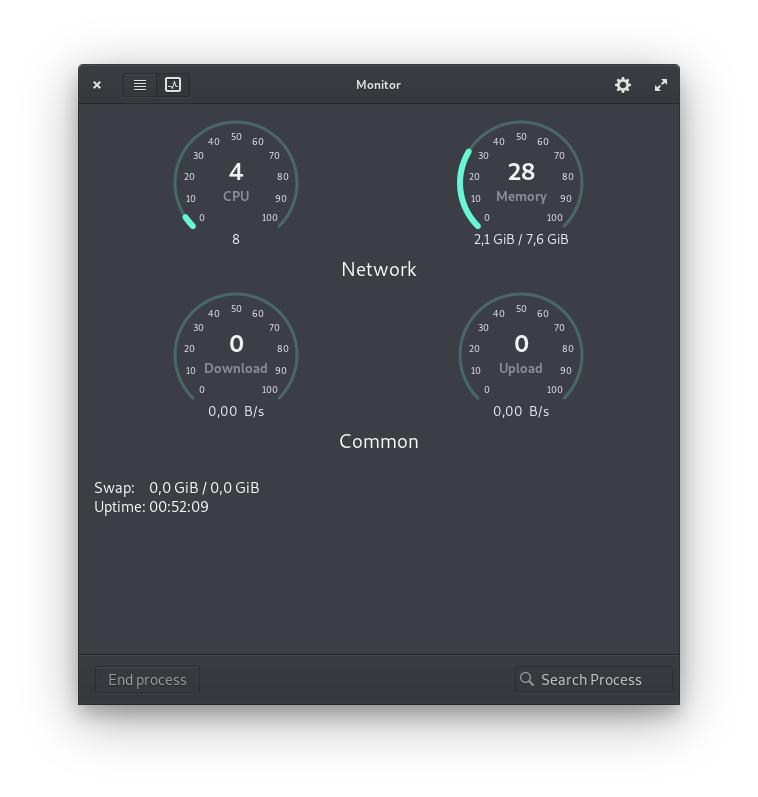 Monitor
50
40 60
30 70
4
20 80
CPU
10 90
0 100
8
50
40 60
30 70
28
20 80
Memory
10 90
0 100
2,1 GiB / 7,6 GiB
Network
50
40 60
30 70
0
20 80
Download
10 90
0 100
0,00 B/s
50
40 60
30 70
0
20 80
Upload
10 90
0 100
0,00 B/s
Common
Swap: 0,0 GiB / 0,0 GiB
Uptime: 00:52:09
End process
Search Process